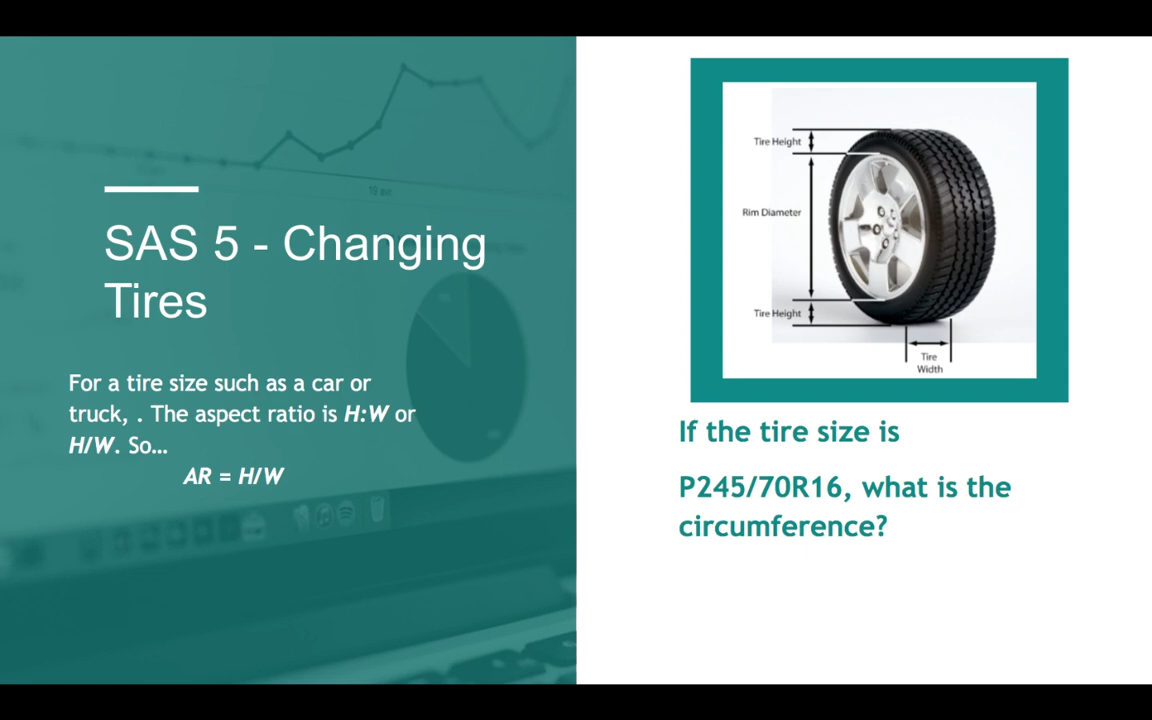 19 авг
SAS 5 - Changing
Tires
For a tire size such as a car or
truck, . The aspect ratio is H:W or
H/W. So...
AR = H/W
Tire Height
Rim Diameter
Tire Height
Tire
Width
If the tire size is
P245/70R16, what is the
circumference?